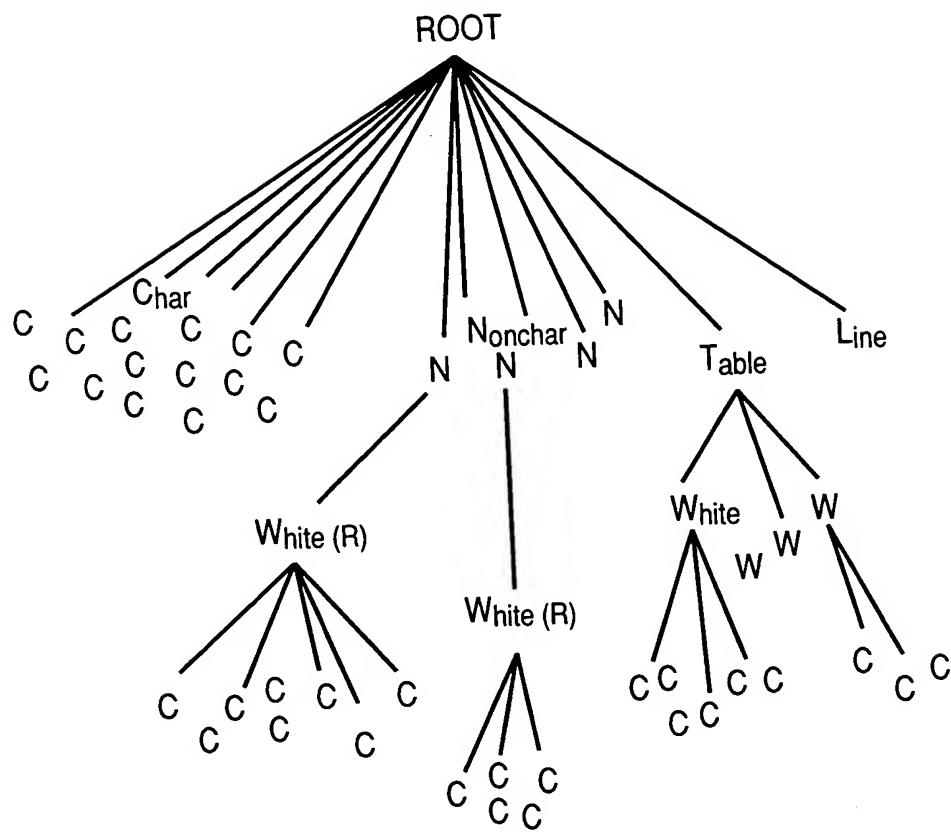 ROOT
Char
C C C C C C
Nonchar
N
Line
C C C C C C
N N N
Table
C C C
White
W
White (R)
W W
White (R)
C C C C C C
C C C C C C C C
C C C C
C C C
C C C